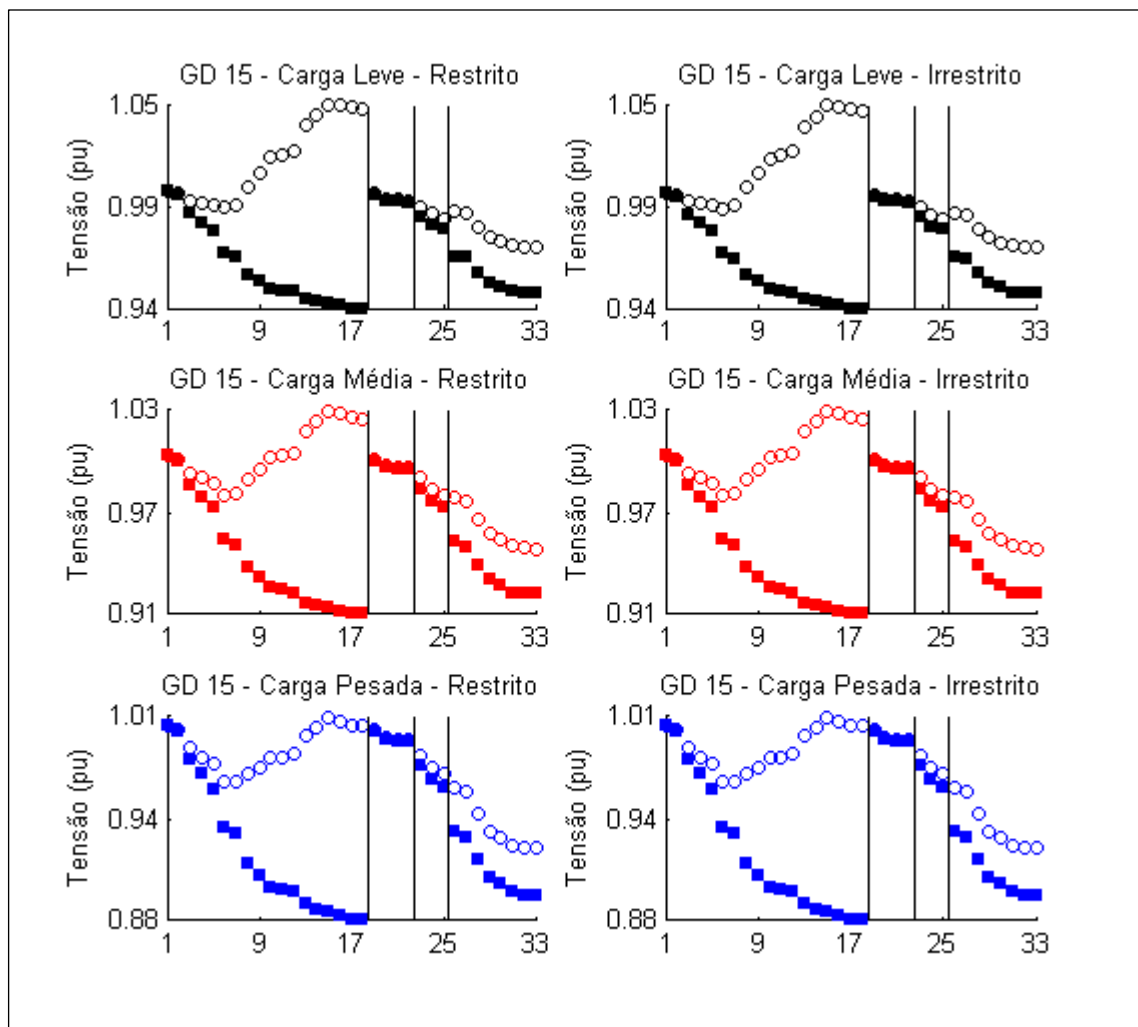 GD 15 - Carga Leve - Restrito
1.05
0.99
0.94
Tensão (pu)
1 9 17 25 33
GD 15 - Carga Leve - Irrestrito
1.05
0.99
0.94
Tensão (pu)
1 9 17 25 33
GD 15 - Carga Média - Restrito
1.03
0.97
0.91
Tensão (pu)
1 9 17 25 33
GD 15 - Carga Média - Irrestrito
1.03
0.97
0.91
Tensão (pu)
1 9 17 25 33
GD 15 - Carga Pesada - Restrito
1.01
0.94
0.88
Tensão (pu)
1 9 17 25 33
GD 15 - Carga Pesada - Irrestrito
1.01
0.94
0.88
Tensão (pu)
1 9 17 25 33